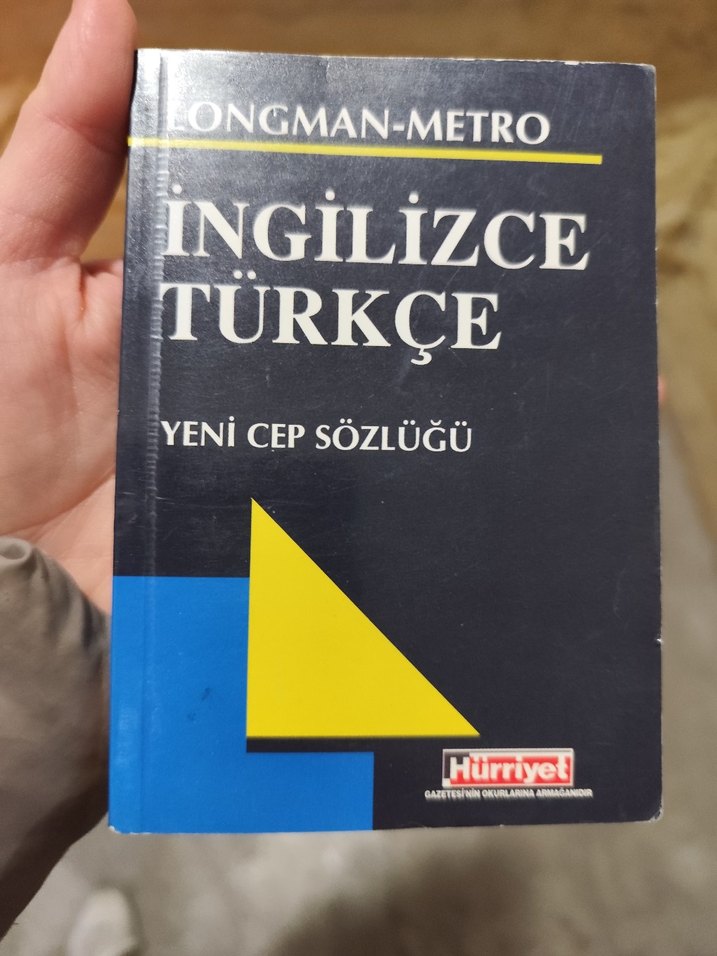 LONGMAN-METRO
İNGİLİZCE
TÜRKÇE
YENİ CEP SÖZLÜĞÜ
Hürriyet
GAZETESİ'NİN OKURLARINA ARMAĞANIDIR